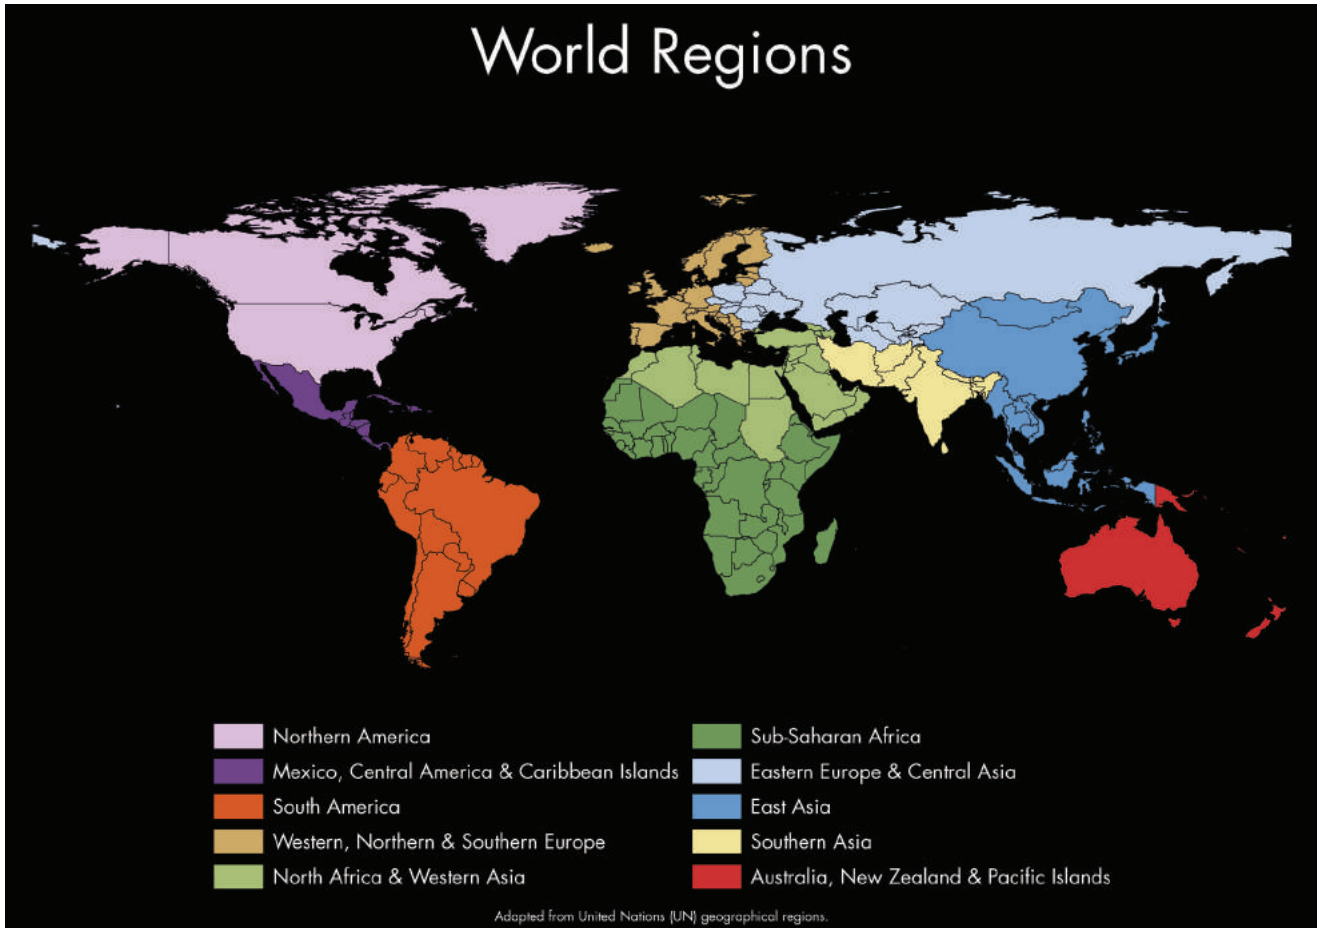 World Regions
Northern America
Mexico, Central America & Caribbean Islands
South America
Western, Northern & Southern Europe
North Africa & Western Asia
Sub-Saharan Africa
Eastern Europe & Central Asia
East Asia
Southern Asia
Australia, New Zealand & Pacific Islands
Adapted from United Nations (UN) geographical regions.